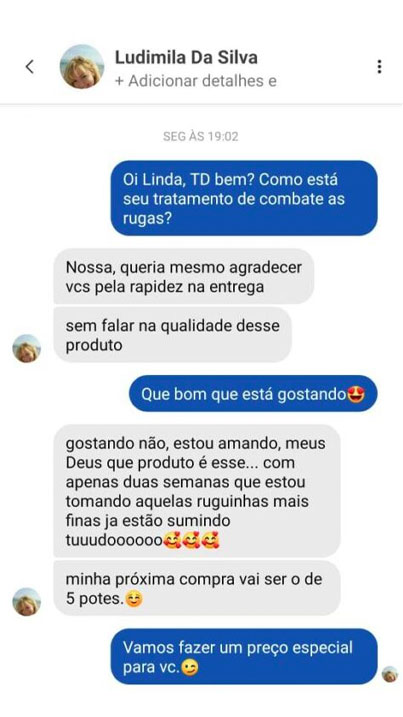 Ludimila Da Silva
+ Adicionar detalhes e
SEG ÀS 19:02
Oi Linda, TD bem? Como está
seu tratamento de combate as
rugas?
Nossa, queria mesmo agradecer
vcs pela rapidez na entrega
sem falar na qualidade desse
produto
Que bom que está gostando😍
gostando não, estou amando, meus
Deus que produto é esse... com
apenas duas semanas que estou
tomando aquelas ruguinhas mais
finas ja estão sumindo
tuuudoooooo🥰🥰🥰
minha próxima compra vai ser o de
5 potes.😊
Vamos fazer um preço especial
para vc.😉